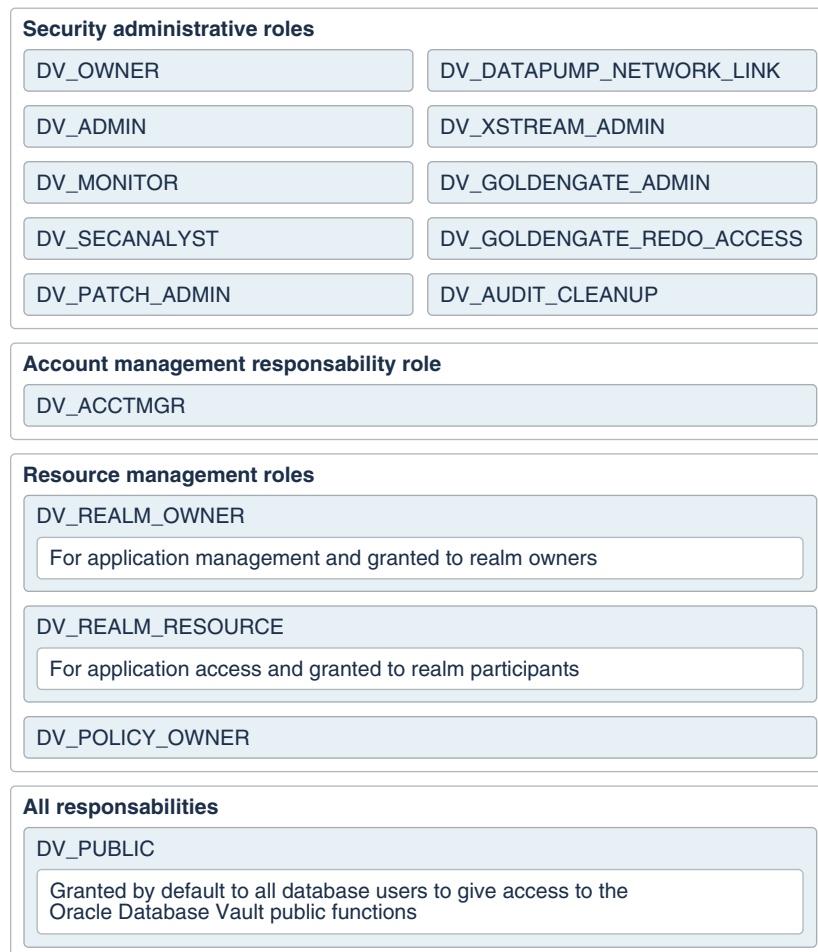 Security administrative roles
DV_OWNER
DV_DATAPUMP_NETWORK_LINK
DV_ADMIN
DV_XSTREAM_ADMIN
DV_MONITOR
DV_GOLDENGATE_ADMIN
DV_SECANALYST
DV_GOLDENGATE_REDO_ACCESS
DV_PATCH_ADMIN
DV_AUDIT_CLEANUP
Account management responsability role
DV_ACCTMGR
Resource management roles
DV_REALM_OWNER
For application management and granted to realm owners
DV_REALM_RESOURCE
For application access and granted to realm participants
DV_POLICY_OWNER
All responsabilities
DV_PUBLIC
Granted by default to all database users to give access to the
Oracle Database Vault public functions